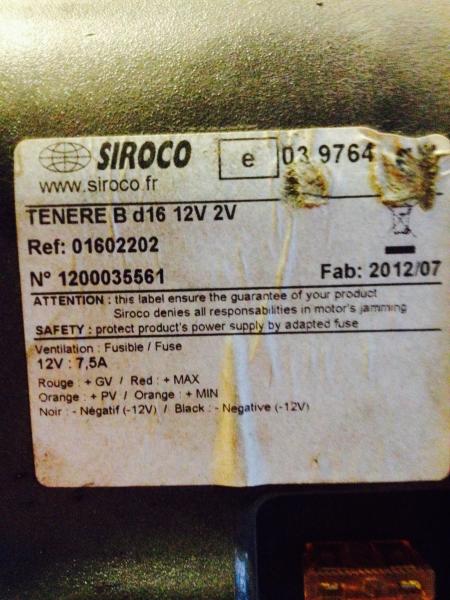 SIROCO e 03 9764
www.siroco.fr
TENERE B d16 12V 2V
Ref: 01602202
N° 1200035561 Fab: 2012/07
ATTENTION : this label ensure the guarantee of your product
Siroco denies all responsabilities in motor's jamming
SAFETY : protect product's power supply by adapted fuse
Ventilation : Fusible / Fuse
12V : 7,5A
Rouge : + GV / Red : + MAX
Orange : + PV / Orange : + MIN
Noir : - Négatif (-12V) / Black : - Negative (-12V)